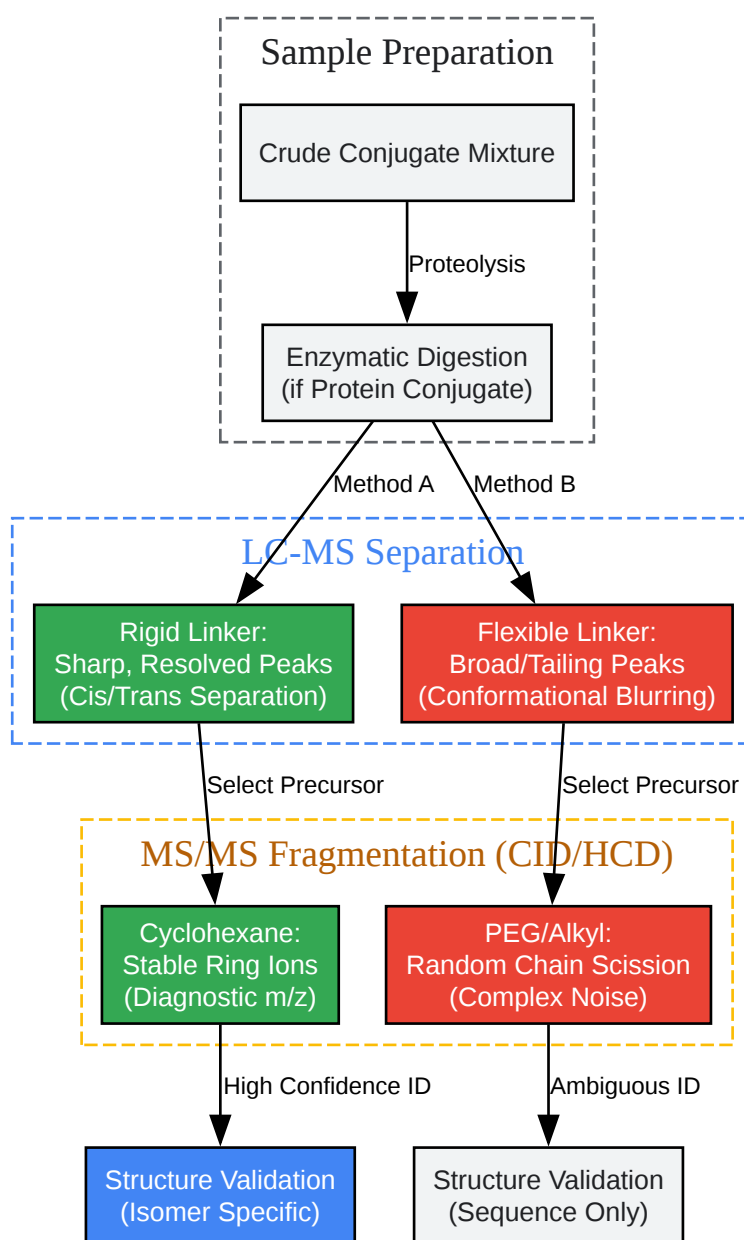 Sample Preparation
Crude Conjugate Mixture
Proteolysis
Enzymatic Digestion
(if Protein Conjugate)
Method A
Method B
LC-MS Separation
Rigid Linker:
Sharp, Resolved Peaks
(Cis/Trans Separation)
Flexible Linker:
Broad/Tailing Peaks
(Conformational Blurring)
Select Precursor
Select Precursor
MS/MS Fragmentation (CID/HCD)
Cyclohexane:
Stable Ring Ions
(Diagnostic m/z)
PEG/Alkyl:
Random Chain Scission
(Complex Noise)
High Confidence ID
Ambiguous ID
Structure Validation
(Isomer Specific)
Structure Validation
(Sequence Only)